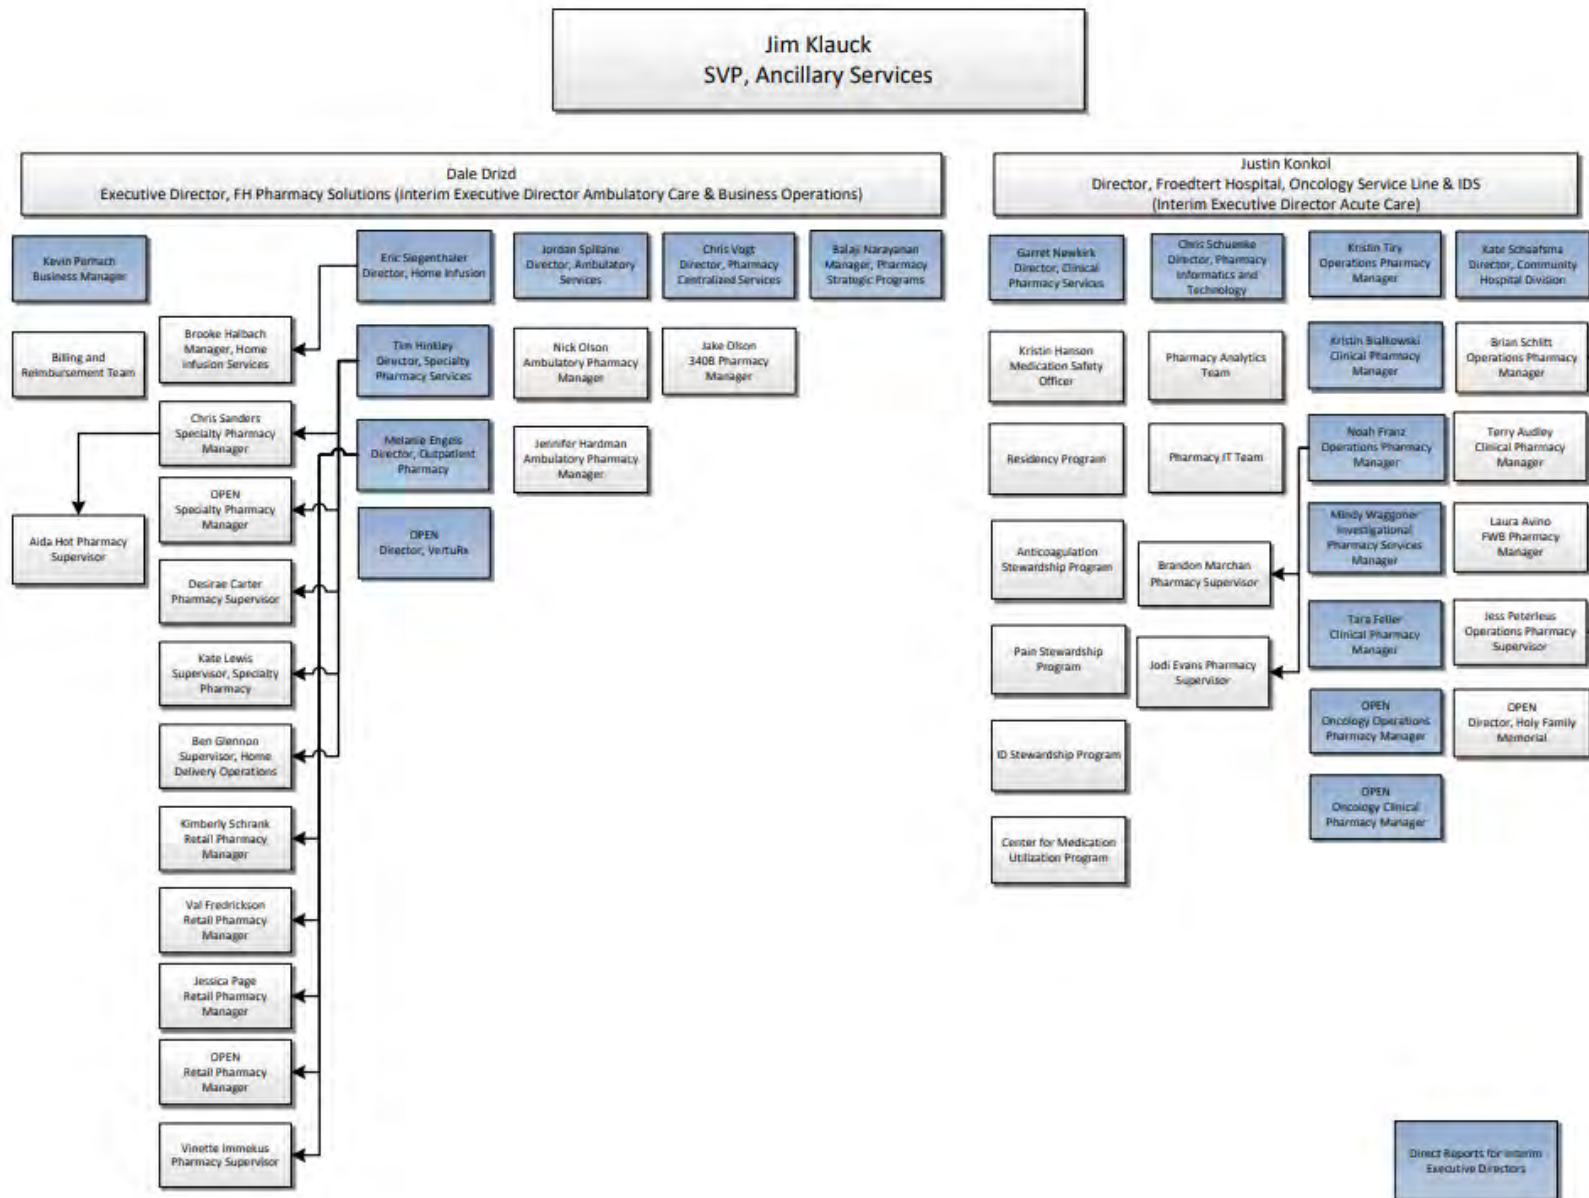 Jim Klauck
SVP, Ancillary Services
Dale Drizd
Executive Director, FH Pharmacy Solutions (Interim Executive Director Ambulatory Care & Business Operations)
Justin Konkol
Director, Froedtert Hospital, Oncology Service Line & IDS
(Interim Executive Director Acute Care)
Kevin Pernach
Business Manager
Billing and
Reimbursement Team
Aida Hot Pharmacy
Supervisor
Brooke Halbach
Manager, Home
Infusion Services
Chris Sanders
Specialty Pharmacy
Manager
OPEN
Specialty Pharmacy
Manager
Desirae Carter
Pharmacy Supervisor
Kate Lewis
Supervisor, Specialty
Pharmacy
Ben Glennon
Supervisor, Home
Delivery Operations
Kimberly Schrank
Retail Pharmacy
Manager
Val Fredrickson
Retail Pharmacy
Manager
Jessica Page
Retail Pharmacy
Manager
OPEN
Retail Pharmacy
Manager
Vinette Immekus
Pharmacy Supervisor
Eric Siegenthaler
Director, Home Infusion
Tim Hinkley
Director, Specialty
Pharmacy Services
Melanie Engels
Director, Outpatient
Pharmacy
OPEN
Director, VertuRx
Jordan Spillane
Director, Ambulatory
Services
Nick Olson
Ambulatory Pharmacy
Manager
Jennifer Hardman
Ambulatory Pharmacy
Manager
Chris Vogt
Director, Pharmacy
Centralized Services
Jake Olson
340B Pharmacy
Manager
Balaji Narayanan
Manager, Pharmacy
Strategic Programs
Garret Newkirk
Director, Clinical
Pharmacy Services
Kristin Hanson
Medication Safety
Officer
Residency Program
Anticoagulation
Stewardship Program
Pain Stewardship
Program
ID Stewardship Program
Center for Medication
Utilization Program
Chris Schuenke
Director, Pharmacy
Informatics and
Technology
Pharmacy Analytics
Team
Pharmacy IT Team
Brandon Marchan
Pharmacy Supervisor
Jodi Evans Pharmacy
Supervisor
Kristin Tiry
Operations Pharmacy
Manager
Kristin Bialkowski
Clinical Pharmacy
Manager
Noah Franz
Operations Pharmacy
Manager
Mindy Waggoner
Investigational
Pharmacy Services
Manager
Tara Feller
Clinical Pharmacy
Manager
OPEN
Oncology Operations
Pharmacy Manager
OPEN
Oncology Clinical
Pharmacy Manager
Kate Schaafsma
Director, Community
Hospital Division
Brian Schlitt
Operations Pharmacy
Manager
Terry Audley
Clinical Pharmacy
Manager
Laura Avino
FWB Pharmacy
Manager
Jess Peterleus
Operations Pharmacy
Supervisor
OPEN
Director, Holy Family
Memorial
Direct Reports for Interim
Executive Directors